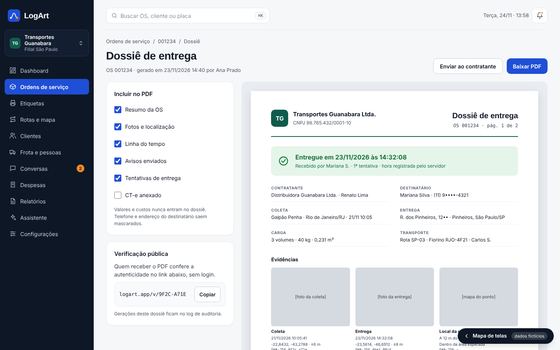 LogArt
TG
Transportes
Guanabara
Filial São Paulo
Dashboard
Ordens de serviço
Etiquetas
Rotas e mapa
Clientes
Frota e pessoas
Conversas
2
Despesas
Relatórios
Assistente
Configurações
Buscar OS, cliente ou placa
⌘K
Terça, 24/11 · 13:58
Ordens de serviço / 001234 / Dossiê
Dossiê de entrega
OS 001234 · gerado em 23/11/2026 14:40 por Ana Prado
Enviar ao contratante
Baixar PDF
Incluir no PDF
Resumo da OS
Fotos e localização
Linha do tempo
Avisos enviados
Tentativas de entrega
CT-e anexado
Valores e custos nunca entram no dossiê.
Telefone e endereço do destinatário saem
mascarados.
Verificação pública
Quem receber o PDF confere a
autenticidade no link abaixo, sem login.
logart.app/v/9F2C-A71E
Copiar
Gerações deste dossiê ficam no log de auditoria.
TG
Transportes Guanabara Ltda.
CNPJ 98.765.432/0001-10
Dossiê de entrega
OS 001234 · pág. 1 de 2
Entregue em 23/11/2026 às 14:32:08
Recebido por Mariana S. · 1ª tentativa · hora registrada pelo servidor
CONTRATANTE
Distribuidora Guanabara Ltda. · Renato Lima
DESTINATÁRIO
Mariana Silva · (11) 9••••-4321
COLETA
Galpão Penha · Rio de Janeiro/RJ · 21/11 10:05
ENTREGA
R. dos Pinheiros, 12•• · Pinheiros, São Paulo/SP
CARGA
3 volumes · 40 kg · 0,231 m³
TRANSPORTE
Rota SP-03 · Fiorino RJO-4F21 · Carlos S.
Evidências
[foto da coleta]
[foto da entrega]
[mapa do ponto]
Coleta
21/11/2026 10:05:41
Entrega
23/11/2026 14:32:08
Local da
A 12 m d
Dentro da área esperada
Mapa de telas
dados fictícios